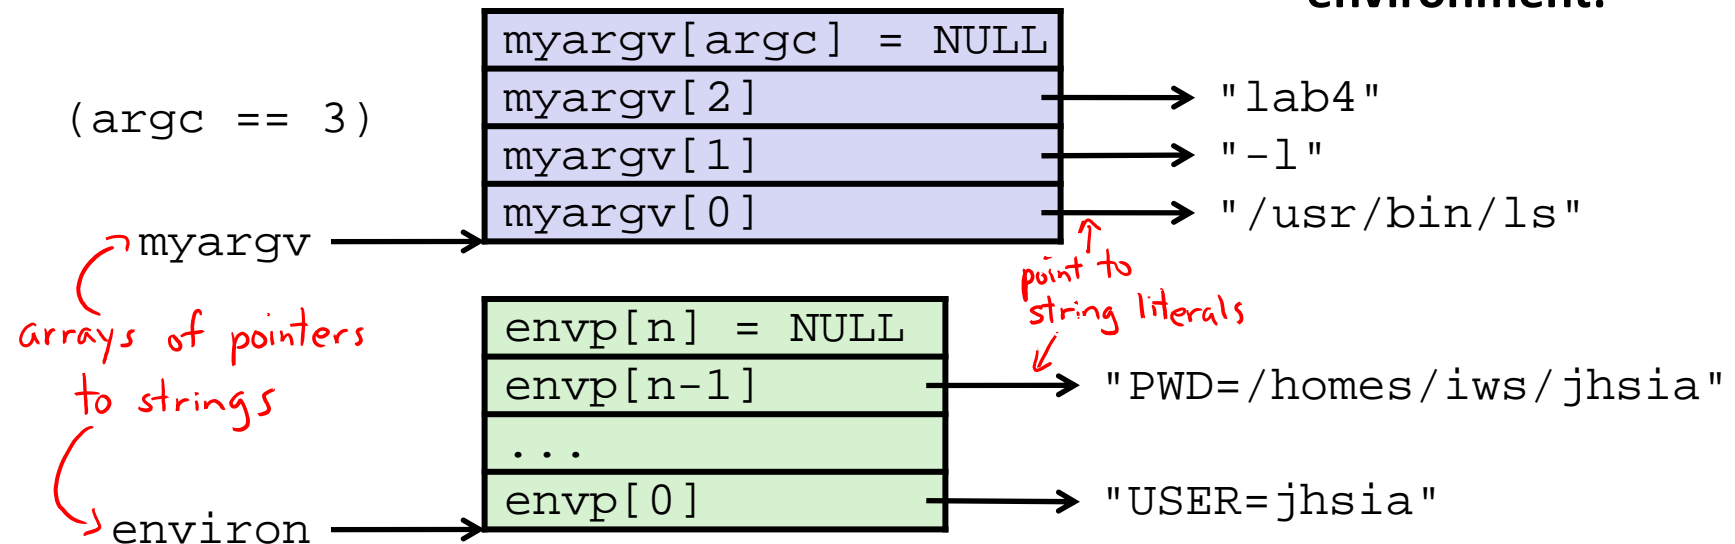 environment:
myargv[argc] = NULL
(argc == 3)
myargv[2]
"lab4"
myargv[1]
"-l"
myargv[0]
"/usr/bin/ls"
myargv
point to
string literals
arrays of pointers
to strings
envp[n] = NULL
envp[n-1]
"PWD=/homes/iws/jhsia"
...
envp[0]
"USER=jhsia"
environ